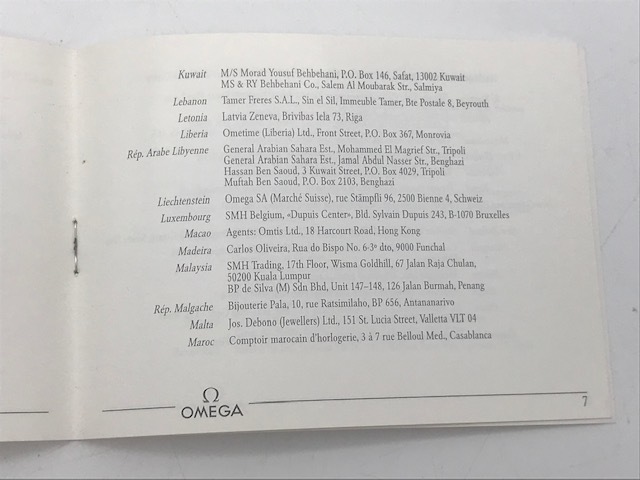 Kuwait M/S Morad Yousuf Behbehani, P.O. Box 146, Safat, 13002 Kuwait
MS & RY Behbehani Co., Salem Al Moubarak Str., Salmiya
Lebanon Tamer Freres S.A.L., Sin el Sil, Immeuble Tamer, Bte Postale 8, Beyrouth
Letonia Latvia Zeneva, Brivibas Iela 73, Riga
Liberia Ometime (Liberia) Ltd., Front Street, P.O. Box 367, Monrovia
Rép. Arabe Libyenne General Arabian Sahara Est., Mohammed El Magrief Str., Tripoli
General Arabian Sahara Est., Jamal Abdul Nasser Str., Benghazi
Hassan Ben Saoud, 3 Kuwait Street, P.O. Box 4029, Tripoli
Muftah Ben Saoud, P.O. Box 2103, Benghazi
Liechtenstein Omega SA (Marché Suisse), rue Stämpfli 96, 2500 Bienne 4, Schweiz
Luxembourg SMH Belgium, «Dupuis Center», Bld. Sylvain Dupuis 243, B-1070 Bruxelles
Macao Agents: Omtis Ltd., 18 Harcourt Road, Hong Kong
Madeira Carlos Oliveira, Rua do Bispo No. 6-3º dto, 9000 Funchal
Malaysia SMH Trading, 17th Floor, Wisma Goldhill, 67 Jalan Raja Chulan,
50200 Kuala Lumpur
BP de Silva (M) Sdn Bhd, Unit 147–148, 126 Jalan Burmah, Penang
Rép. Malgache Bijouterie Pala, 10, rue Ratsimilaho, BP 656, Antananarivo
Malta Jos. Debono (Jewellers) Ltd., 151 St. Lucia Street, Valletta VLT 04
Maroc Comptoir marocain d'horlogerie, 3 à 7 rue Belloul Med., Casablanca
Ω
OMEGA
7